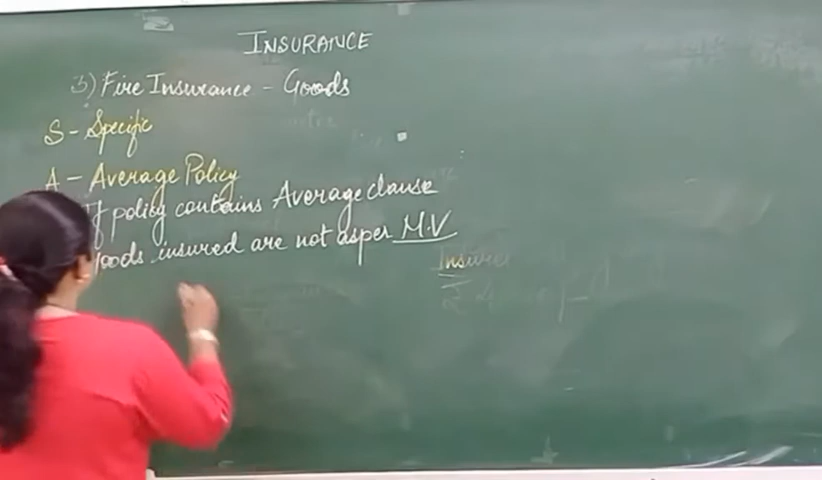 INSURANCE
3) Fire Insurance - Goods
S - Specific
A - Average Policy
If policy contains Average clause
goods insured are not asper M.V